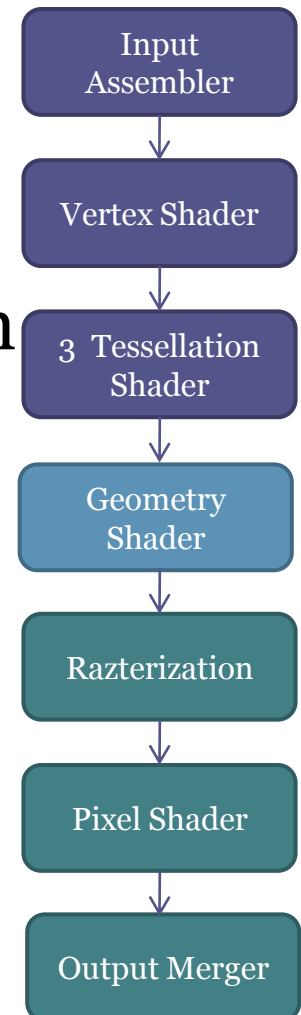 Input
Assembler
Vertex Shader
n
3 Tessellation
Shader
Geometry
Shader
Razterization
Pixel Shader
Output Merger